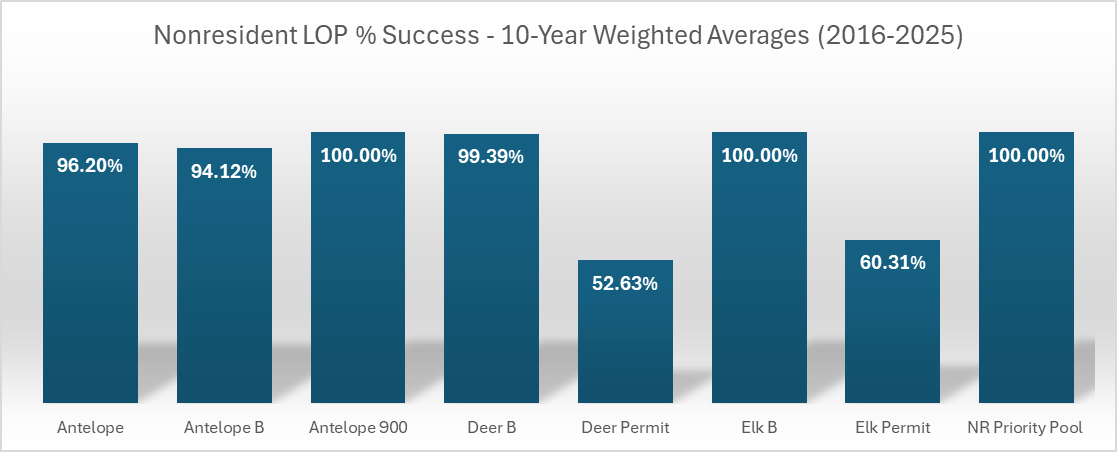 Nonresident LOP % Success - 10-Year Weighted Averages (2016-2025)
96.20%
94.12%
100.00%
99.39%
52.63%
100.00%
60.31%
100.00%
Antelope
Antelope B
Antelope 900
Deer B
Deer Permit
Elk B
Elk Permit
NR Priority Pool